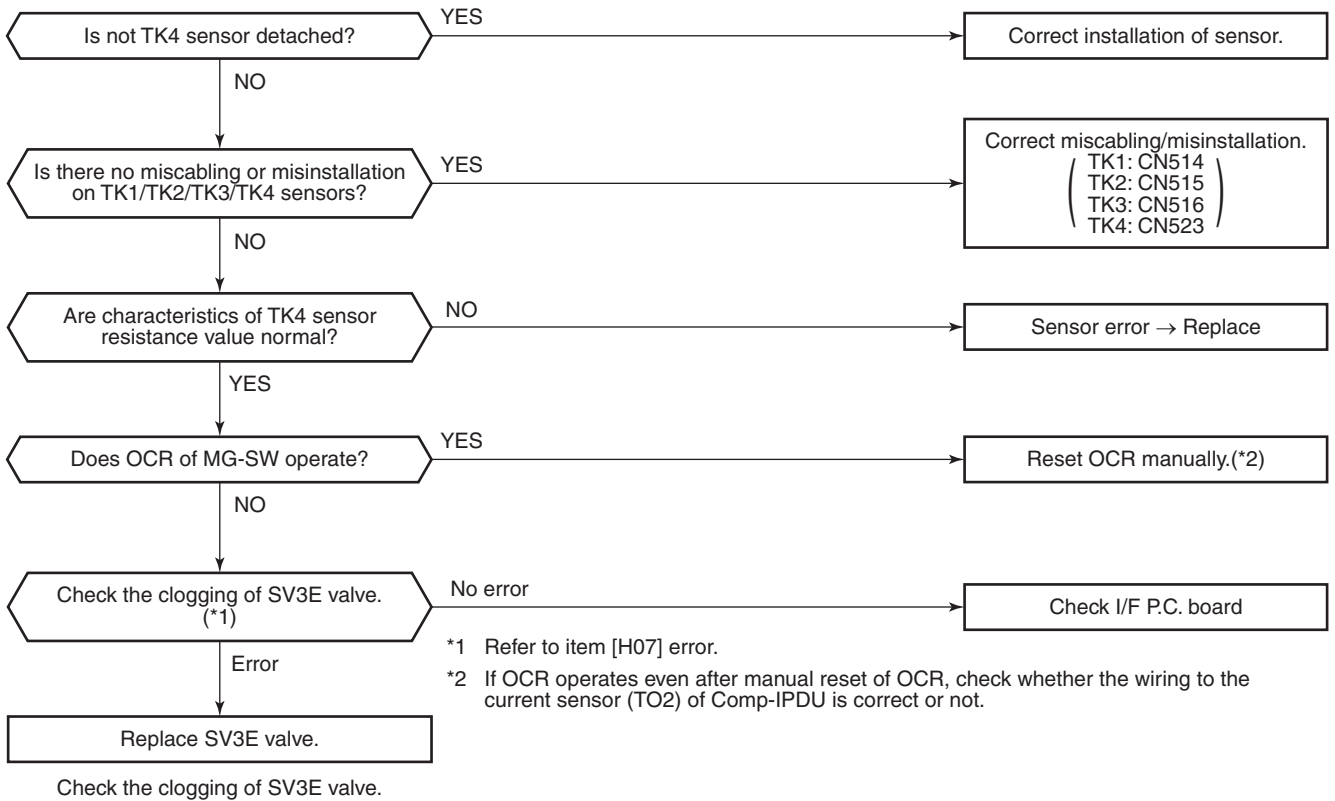 Is not TK4 sensor detached?
YES
Correct installation of sensor.
NO
Is there no miscabling or misinstallation
on TK1/TK2/TK3/TK4 sensors?
YES
Correct miscabling/misinstallation.
TK1: CN514
TK2: CN515
TK3: CN516
TK4: CN523
NO
Are characteristics of TK4 sensor
resistance value normal?
NO
Sensor error → Replace
YES
Does OCR of MG-SW operate?
YES
Reset OCR manually.(*2)
NO
Check the clogging of SV3E valve.
(*1)
No error
Check I/F P.C. board
Error
*1 Refer to item [H07] error.
*2 If OCR operates even after manual reset of OCR, check whether the wiring to the
current sensor (TO2) of Comp-IPDU is correct or not.
Replace SV3E valve.
Check the clogging of SV3E valve.